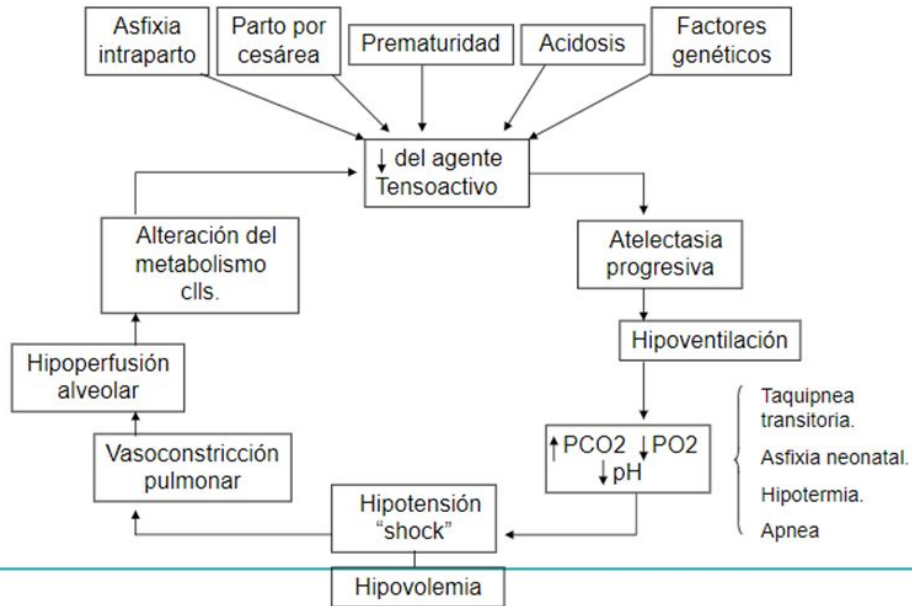 Asfixia
intraparto
Parto por
cesárea
Prematuridad
Acidosis
Factores
genéticos
↓ del agente
Tensoactivo
Alteración del
metabolismo
clls.
Atelectasia
progresiva
Hipoventilación
Hipoperfusión
alveolar
Vasoconstricción
pulmonar
↑ PCO2 ↓ PO2
↓ pH
Taquipnea
transitoria.
Asfixia neonatal.
Hipotermia.
Apnea
Hipotensión
“shock”
Hipovolemia